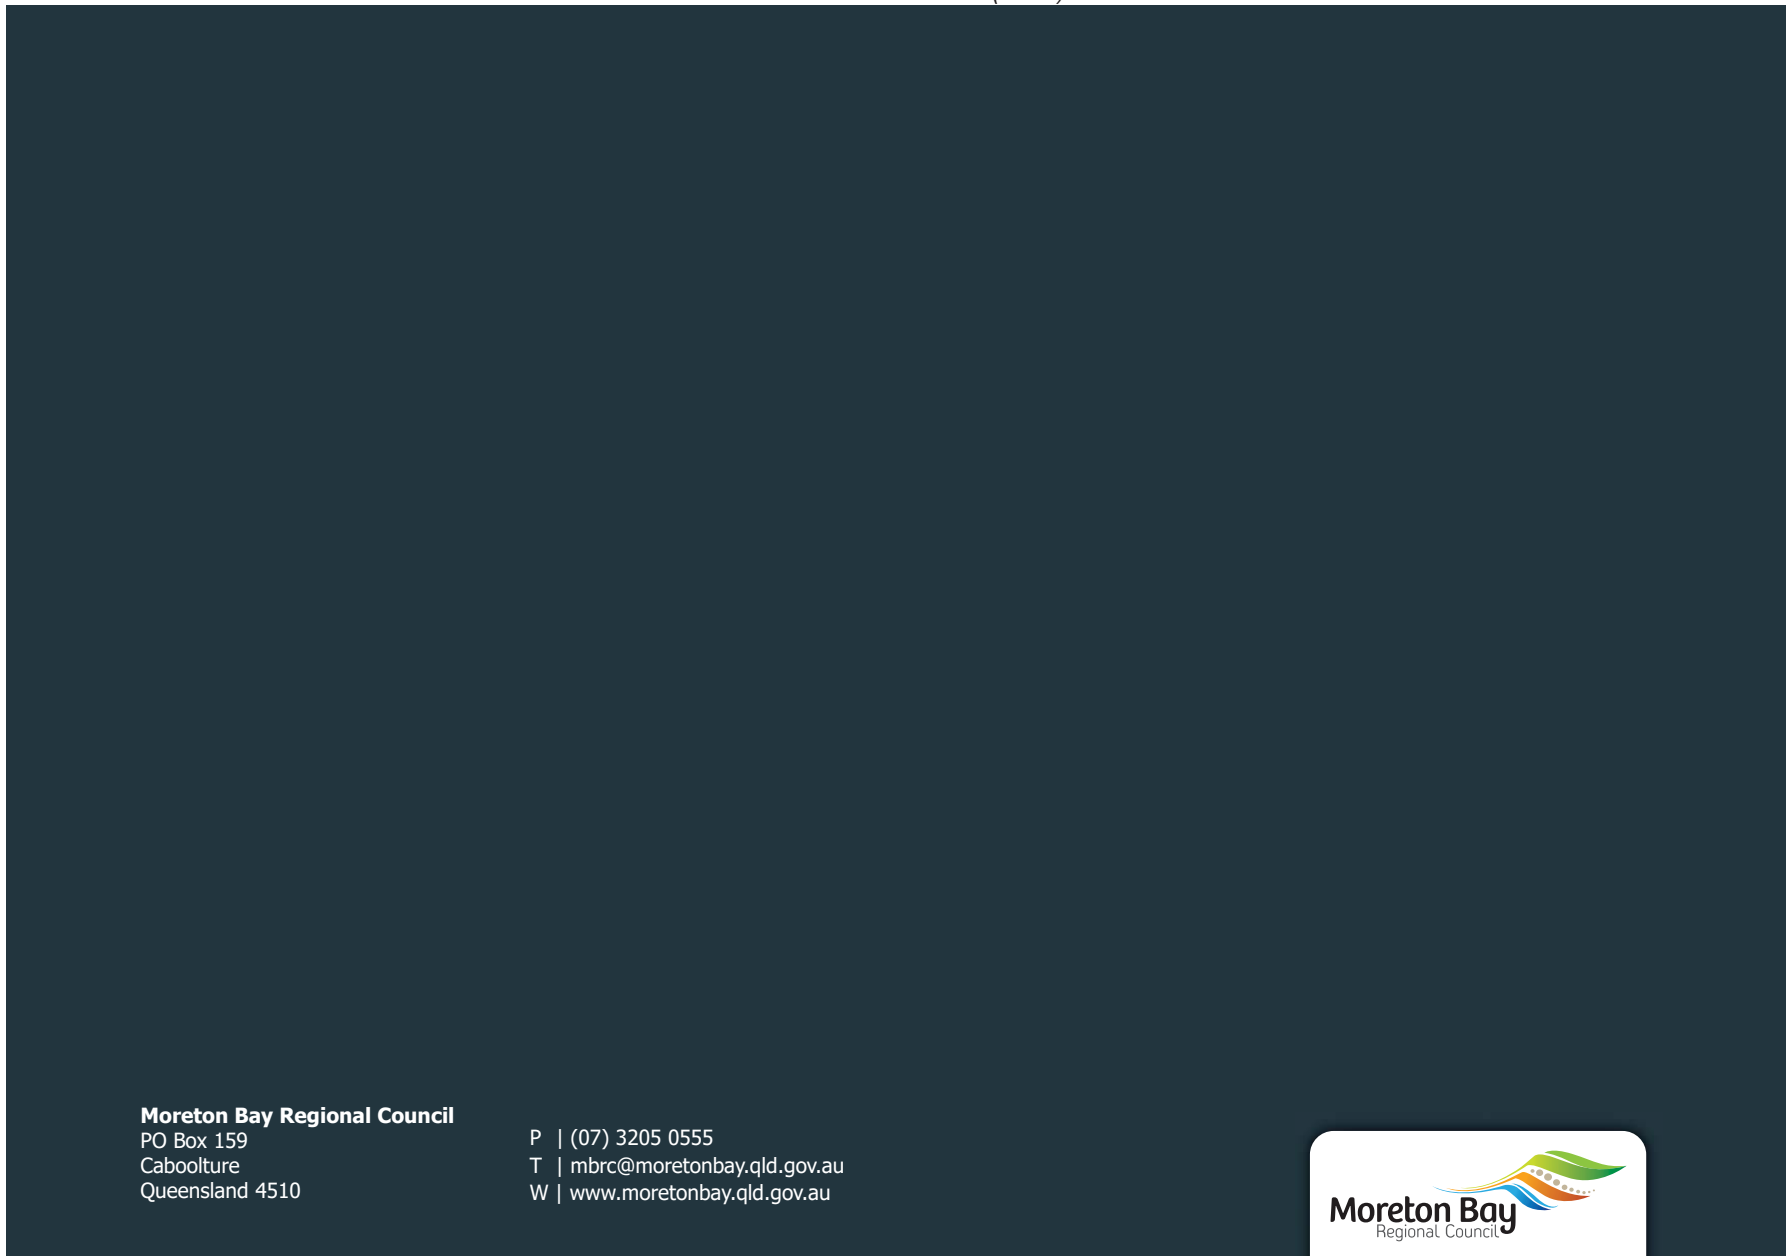 Moreton Bay Regional Council
PO Box 159
Caboolture
Queensland 4510
P | (07) 3205 0555
T | mbrc@moretonbay.qld.gov.au
W | www.moretonbay.qld.gov.au
Moreton Bay
Regional Council